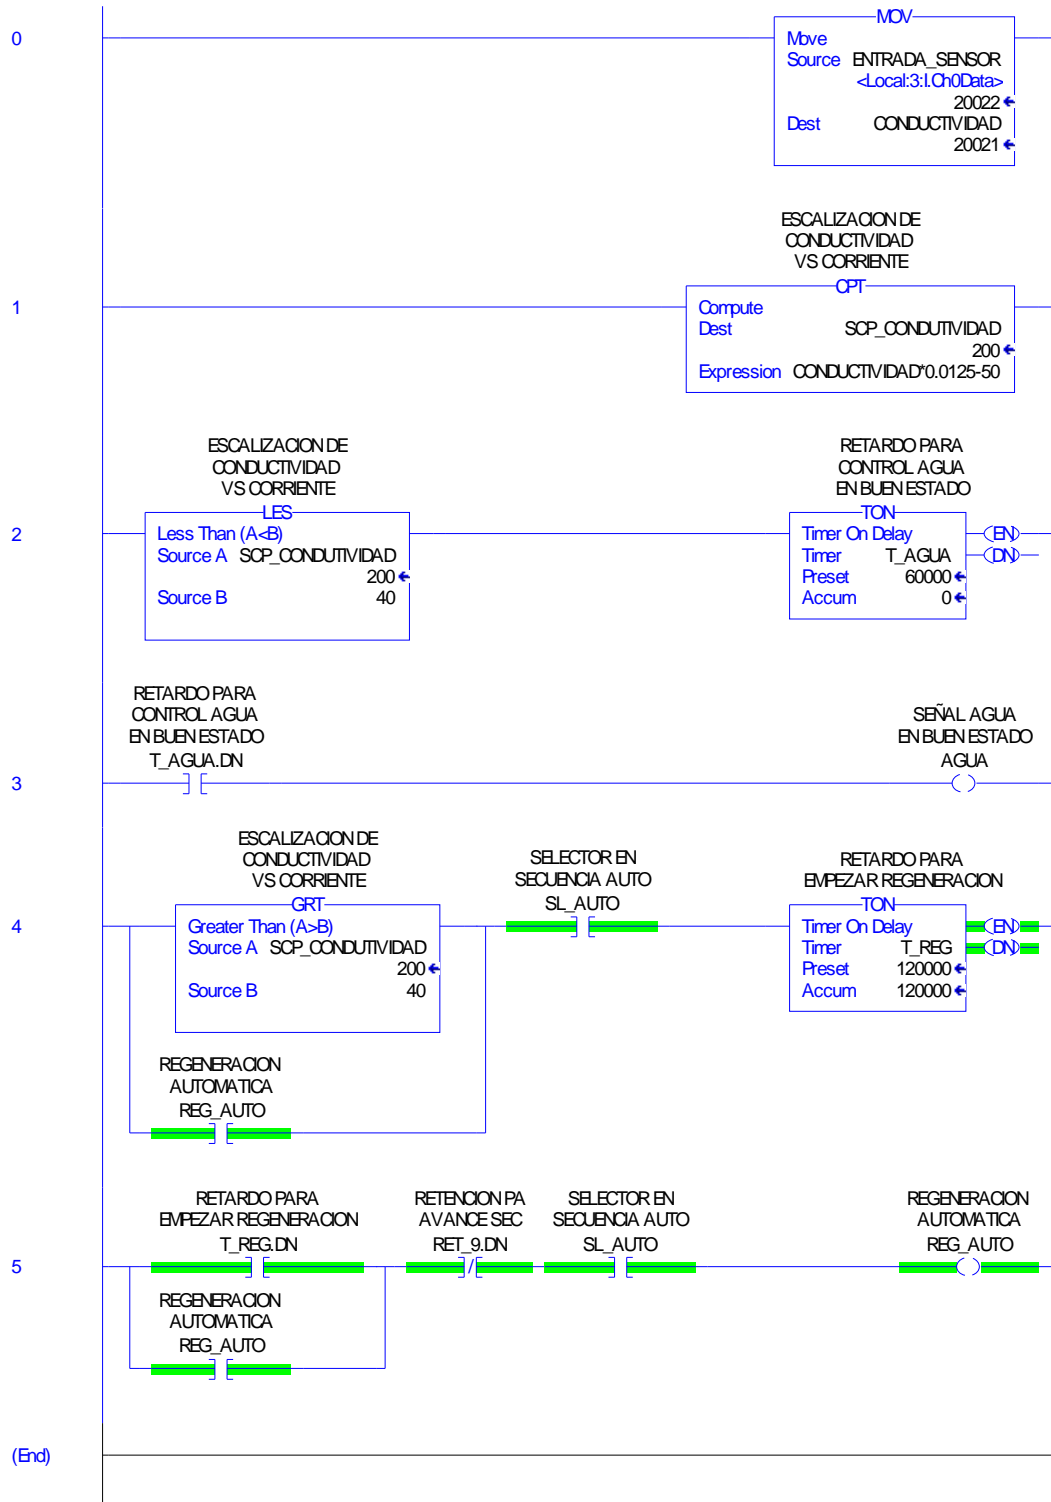 0
MOV
Move
Source ENTRADA_SENSOR
<Local:3:I.Ch0Data>
20022
Dest CONDUCTIVIDAD
20021
ESCALIZACION DE
CONDUCTIVIDAD
VS CORRIENTE
1
CPT
Compute
Dest SCP_CONDUTIVIDAD
200
Expression CONDUCTIVIDAD*0.0125-50
ESCALIZACION DE
CONDUCTIVIDAD
VS CORRIENTE
RETARDO PARA
CONTROL AGUA
EN BUEN ESTADO
2
LES
Less Than (A<B)
Source A SCP_CONDUTIVIDAD
200
Source B 40
TON
Timer On Delay
Timer T_AGUA
Preset 60000
Accum 0
EN
DN
RETARDO PARA
CONTROL AGUA
EN BUEN ESTADO
T_AGUA.DN
SEÑAL AGUA
EN BUEN ESTADO
AGUA
3
ESCALIZACION DE
CONDUCTIVIDAD
VS CORRIENTE
SELECTOR EN
SECUENCIA AUTO
SL_AUTO
RETARDO PARA
EMPEZAR REGENERACION
4
GRT
Greater Than (A>B)
Source A SCP_CONDUTIVIDAD
200
Source B 40
TON
Timer On Delay
Timer T_REG
Preset 120000
Accum 120000
EN
DN
REGENERACION
AUTOMATICA
REG_AUTO
RETARDO PARA
EMPEZAR REGENERACION
T_REG.DN
RETENCION PA
AVANCE SEC
RET_9.DN
SELECTOR EN
SECUENCIA AUTO
SL_AUTO
REGENERACION
AUTOMATICA
REG_AUTO
5
REGENERACION
AUTOMATICA
REG_AUTO
(End)